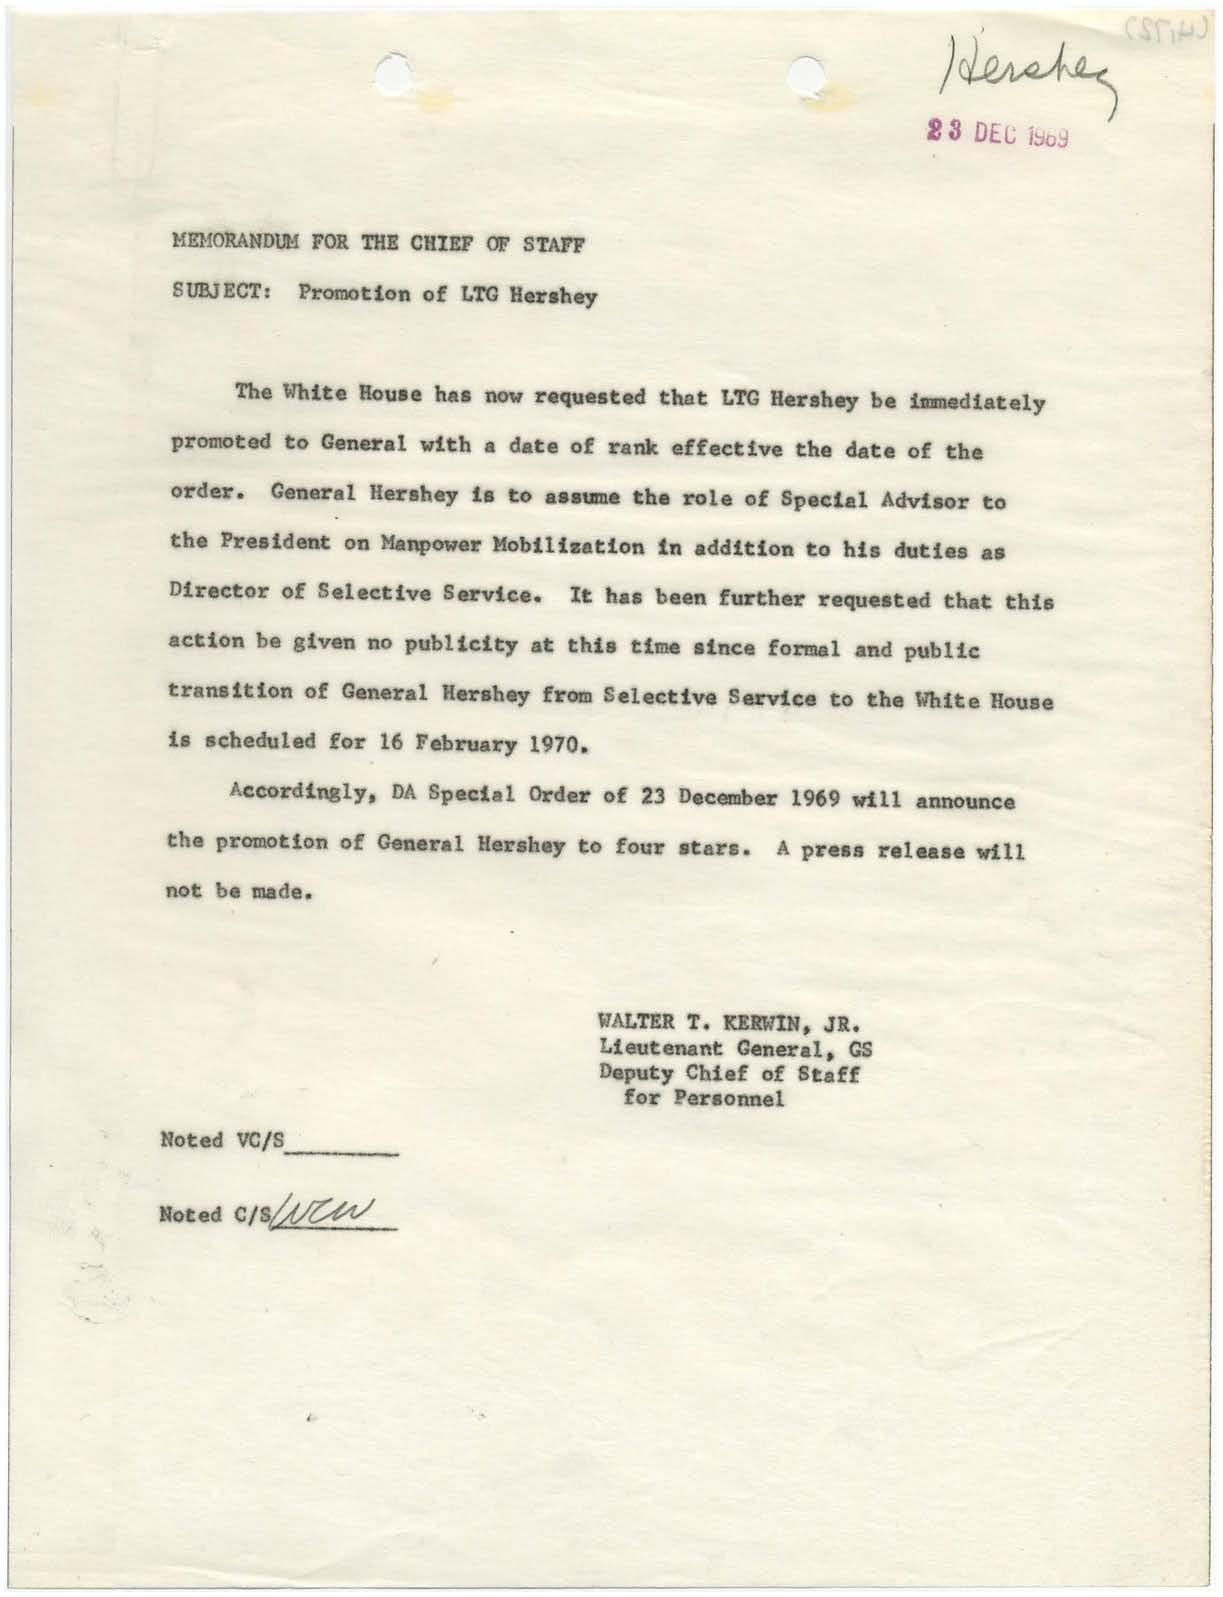 Hershey
23 DEC 1969
MEMORANDUM FOR THE CHIEF OF STAFF
SUBJECT: Promotion of LTG Hershey
The White House has now requested that LTG Hershey be immediately
promoted to General with a date of rank effective the date of the
order. General Hershey is to assume the role of Special Advisor to
the President on Manpower Mobilization in addition to his duties as
Director of Selective Service. It has been further requested that this
action be given no publicity at this time since formal and public
transition of General Hershey from Selective Service to the White House
is scheduled for 16 February 1970.
Accordingly, DA Special Order of 23 December 1969 will announce
the promotion of General Hershey to four stars. A press release will
not be made.
WALTER T. KERWIN, JR.
Lieutenant General, GS
Deputy Chief of Staff
for Personnel
Noted VC/S
Noted C/S WCW